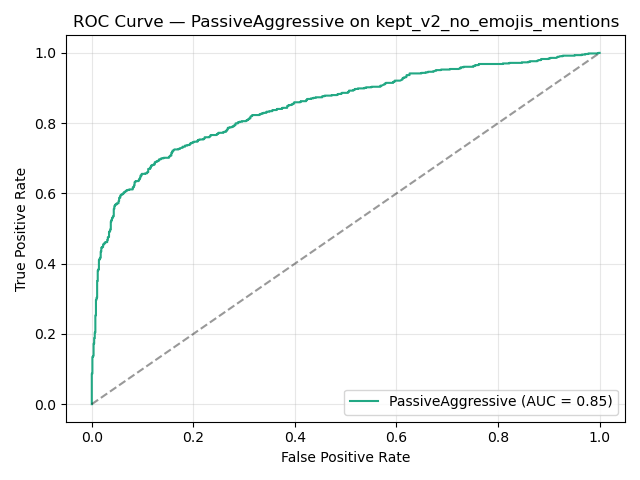 ROC Curve — PassiveAggressive on kept_v2_no_emojis_mentions
True Positive Rate
1.0
0.8
0.6
0.4
0.2
0.0
PassiveAggressive (AUC = 0.85)
0.0 0.2 0.4 0.6 0.8 1.0
False Positive Rate